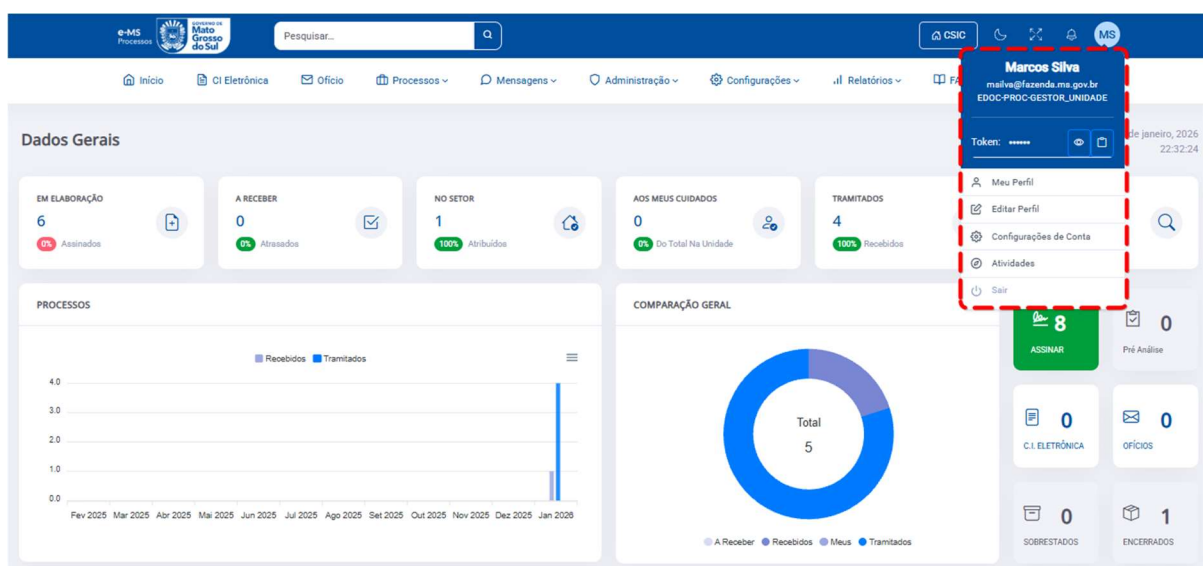 e-MS
Processos
GOVERNO DE
Mato
Grosso
do Sul
Pesquisar...
CSIC
MS
Início
CI Eletrônica
Ofício
Processos
Mensagens
Administração
Configurações
Relatórios
FA
Marcos Silva
mailva@fazenda.ms.gov.br
EDOC-PROC-GESTOR_UNIDADE
Token: ••••••
Meu Perfil
Editar Perfil
Configurações de Conta
Atividades
Sair
Dados Gerais
de janeiro, 2026
22:32:24
EM ELABORAÇÃO
6
0% Assinados
A RECEBER
0
0% Atrasados
NO SETOR
1
100% Atribuídos
AOS MEUS CUIDADOS
0
0% Do Total Na Unidade
TRAMITADOS
4
100% Recebidos
PROCESSOS
Recebidos Tramitados
4.0
3.0
2.0
1.0
0.0
Fev 2025 Mar 2025 Abr 2025 Mai 2025 Jun 2025 Jul 2025 Ago 2025 Set 2025 Out 2025 Nov 2025 Dez 2025 Jan 2026
COMPARAÇÃO GERAL
Total
5
A Receber Recebidos Meus Tramitados
8
ASSINAR
0
Pré Análise
0
C.I. ELETRÔNICA
0
OFÍCIOS
0
SOBRESTADOS
1
ENCERRADOS